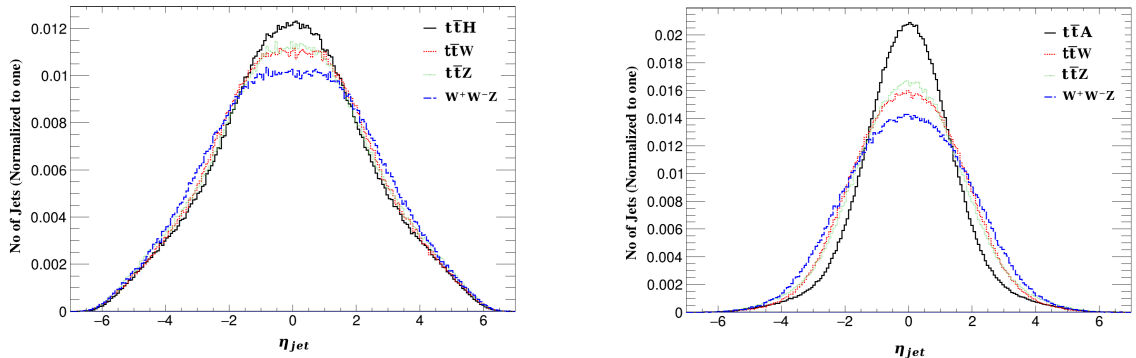 No of Jets (Normalized to one)
0.012
0.01
0.008
0.006
0.004
0.002
0
−6 −4 −2 0 2 4 6
η jet
tt̅H
tt̅W
tt̅Z
W⁺W⁻Z
No of Jets (Normalized to one)
0.02
0.018
0.016
0.014
0.012
0.01
0.008
0.006
0.004
0.002
0
−6 −4 −2 0 2 4 6
η jet
tt̅A
tt̅W
tt̅Z
W⁺W⁻Z